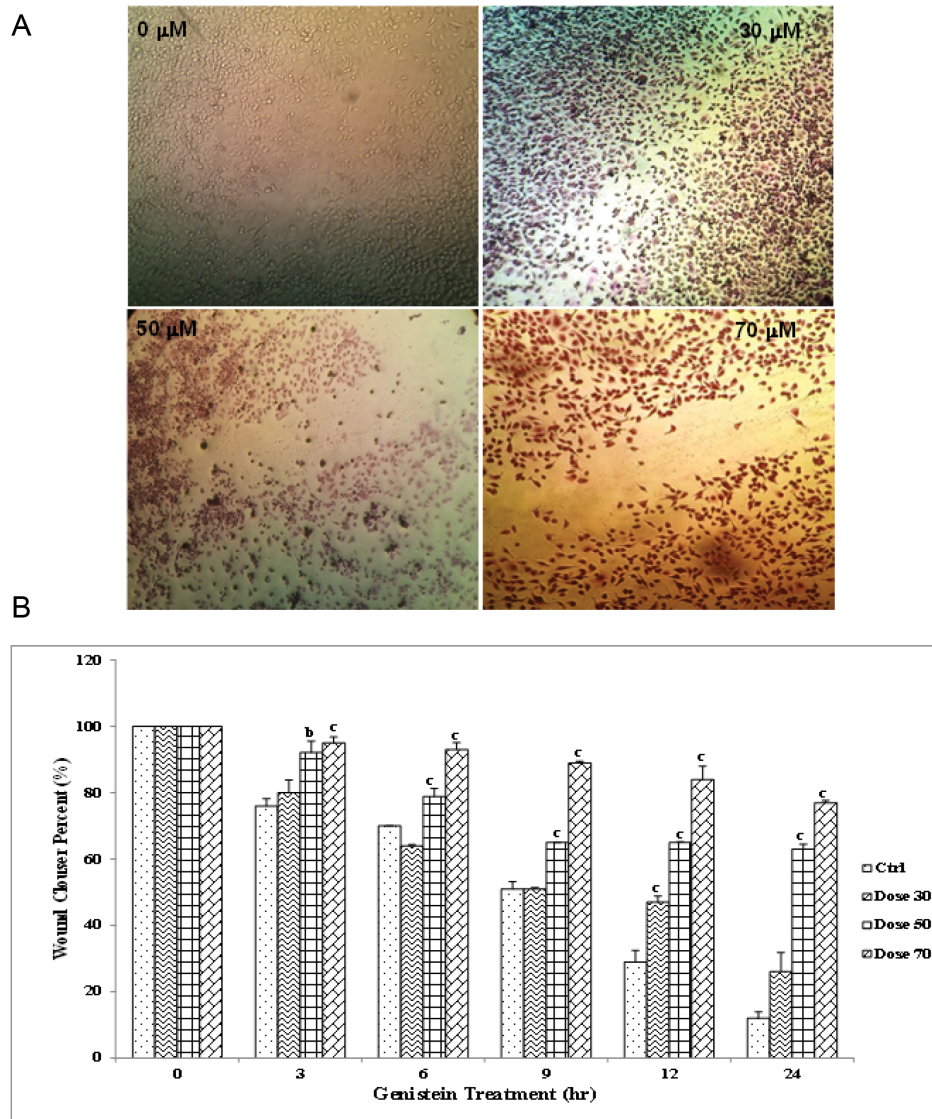 A
0 µM
30 µM
50 µM
70 µM
B
120
100
80
60
40
20
0
Wound Clouser Percent (%)
b
c
c
c
c
c
c
c
c
c
c
Ctrl
Dose 30
Dose 50
Dose 70
0
3
6
9
12
24
Genistein Treatment (hr)